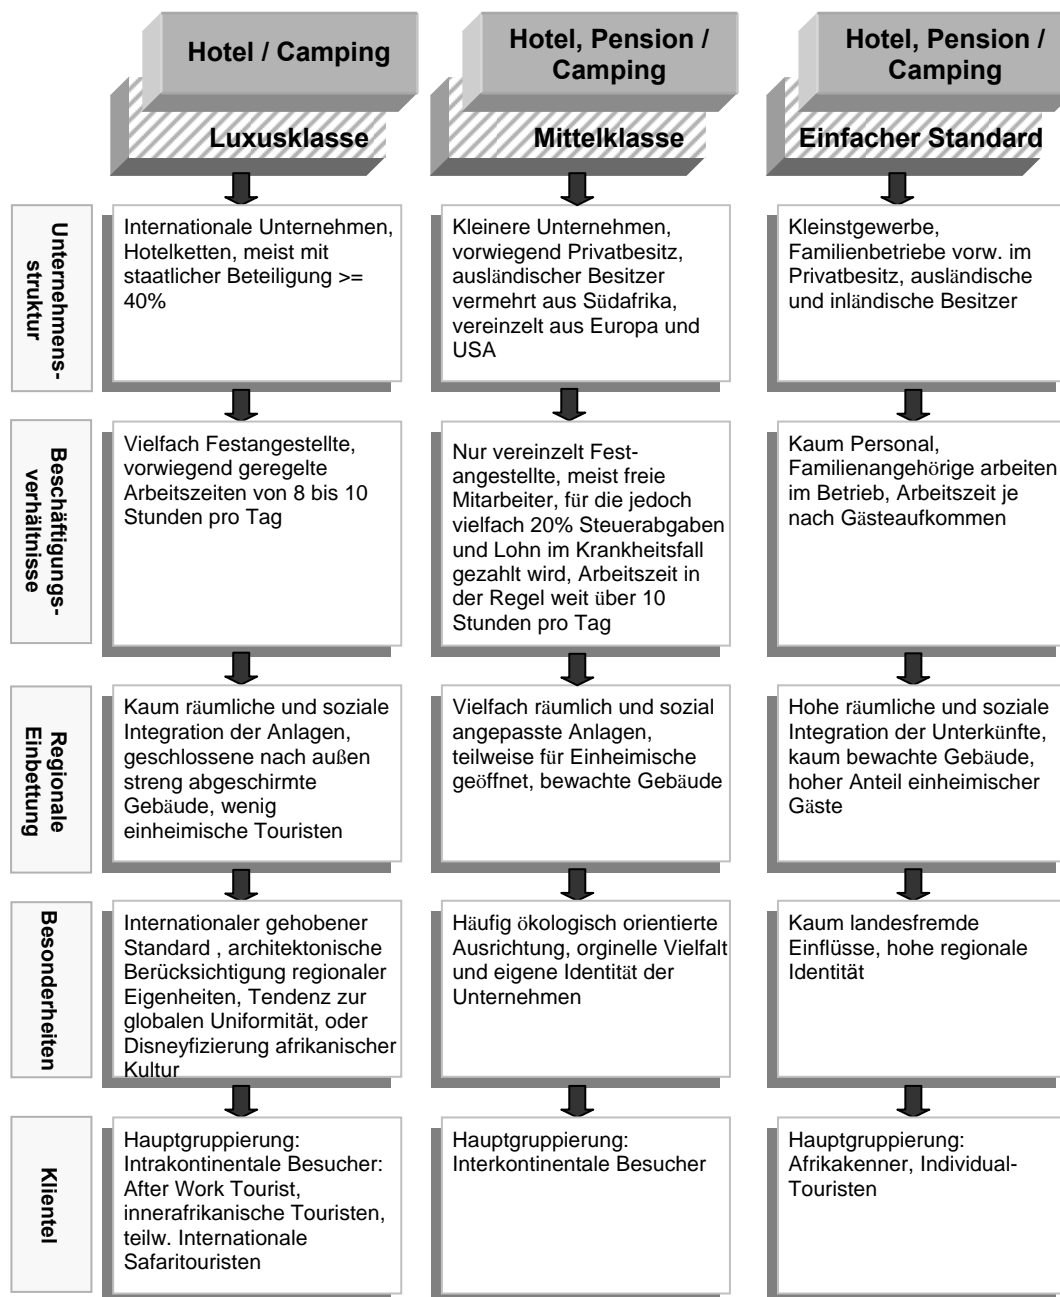 Hotel / Camping
Luxusklasse
Hotel, Pension /
Camping
Mittelklasse
Hotel, Pension /
Camping
Einfacher Standard
Unternehmens-
struktur
Internationale Unternehmen,
Hotelketten, meist mit
staatlicher Beteiligung >=
40%
Kleinere Unternehmen,
vorwiegend Privatbesitz,
ausländischer Besitzer
vermehrt aus Südafrika,
vereinzelt aus Europa und
USA
Kleinstgewerbe,
Familienbetriebe vorw. im
Privatbesitz, ausländische
und inländische Besitzer
Beschäftigungs-
verhältnisse
Vielfach Festangestellte,
vorwiegend geregelte
Arbeitszeiten von 8 bis 10
Stunden pro Tag
Nur vereinzelt Fest-
angestellte, meist freie
Mitarbeiter, für die jedoch
vielfach 20% Steuerabgaben
und Lohn im Krankheitsfall
gezahlt wird, Arbeitszeit in
der Regel weit über 10
Stunden pro Tag
Kaum Personal,
Familienangehörige arbeiten
im Betrieb, Arbeitszeit je
nach Gästeaufkommen
Regionale
Einbettung
Kaum räumliche und soziale
Integration der Anlagen,
geschlossene nach außen
streng abgeschirmte
Gebäude, wenig
einheimische Touristen
Vielfach räumlich und sozial
angepasste Anlagen,
teilweise für Einheimische
geöffnet, bewachte Gebäude
Hohe räumliche und soziale
Integration der Unterkünfte,
kaum bewachte Gebäude,
hoher Anteil einheimischer
Gäste
Besonderheiten
Internationaler gehobener
Standard , architektonische
Berücksichtigung regionaler
Eigenheiten, Tendenz zur
globalen Uniformität, oder
Disneyfizierung afrikanischer
Kultur
Häufig ökologisch orientierte
Ausrichtung, orginelle Vielfalt
und eigene Identität der
Unternehmen
Kaum landesfremde
Einflüsse, hohe regionale
Identität
Klientel
Hauptgruppierung:
Intrakontinentale Besucher:
After Work Tourist,
innerafrikanische Touristen,
teilw. Internationale
Safaritouristen
Hauptgruppierung:
Interkontinentale Besucher
Hauptgruppierung:
Afrikakenner, Individual-
Touristen